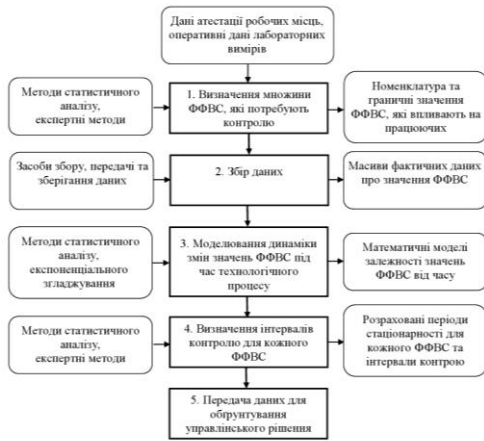 Дані атестації робочих місць,
оперативні дані лабораторних
вимірів
Методи статистичного
аналізу,
експертні методи
1. Визначення множини
ФФВС, які потребують
контролю
Номенклатура та
граничні значення
ФФВС, які впливають на
працюючих
Засоби збору, передачі та
зберігання даних
2. Збір даних
Масиви фактичних даних
про значення ФФВС
Методи статистичного
аналізу,
експоненціального
згладжування
3. Моделювання динаміки
змін значень ФФВС під
час технологічного
процесу
Математичні моделі
залежності значень
ФФВС від часу
Методи статистичного
аналізу,
експертні методи
4. Визначення інтервалів
контролю для кожного
ФФВС
Розраховані періоди
стаціонарності для
кожного ФФВС та
інтервали контрою
5. Передача даних для
обґрунтування
управлінського рішення